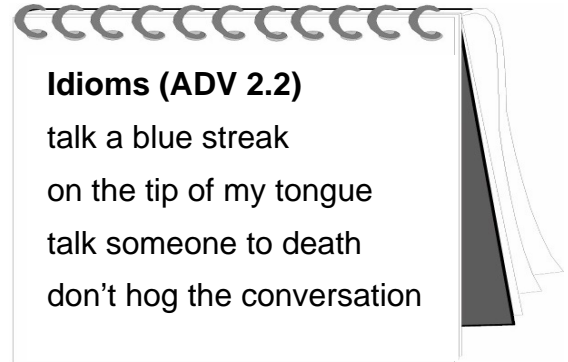 Idioms (ADV 2.2)
talk a blue streak
on the tip of my tongue
talk someone to death
don’t hog the conversation